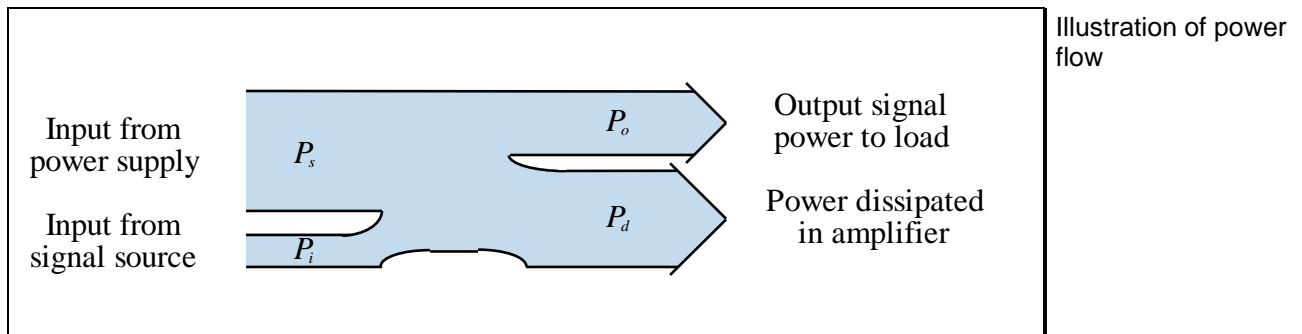 Illustration of power
flow
Input from
power supply
P_s
Input from
signal source
P_i
P_o
Output signal
power to load
P_d
Power dissipated
in amplifier